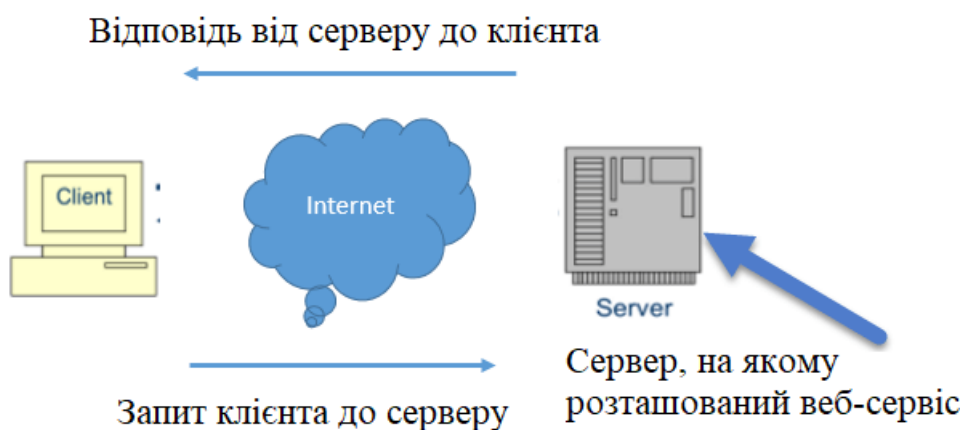 Відповідь від серверу до клієнта
Client
Internet
Server
Сервер, на якому
розташований веб-сервіс
Запит клієнта до серверу